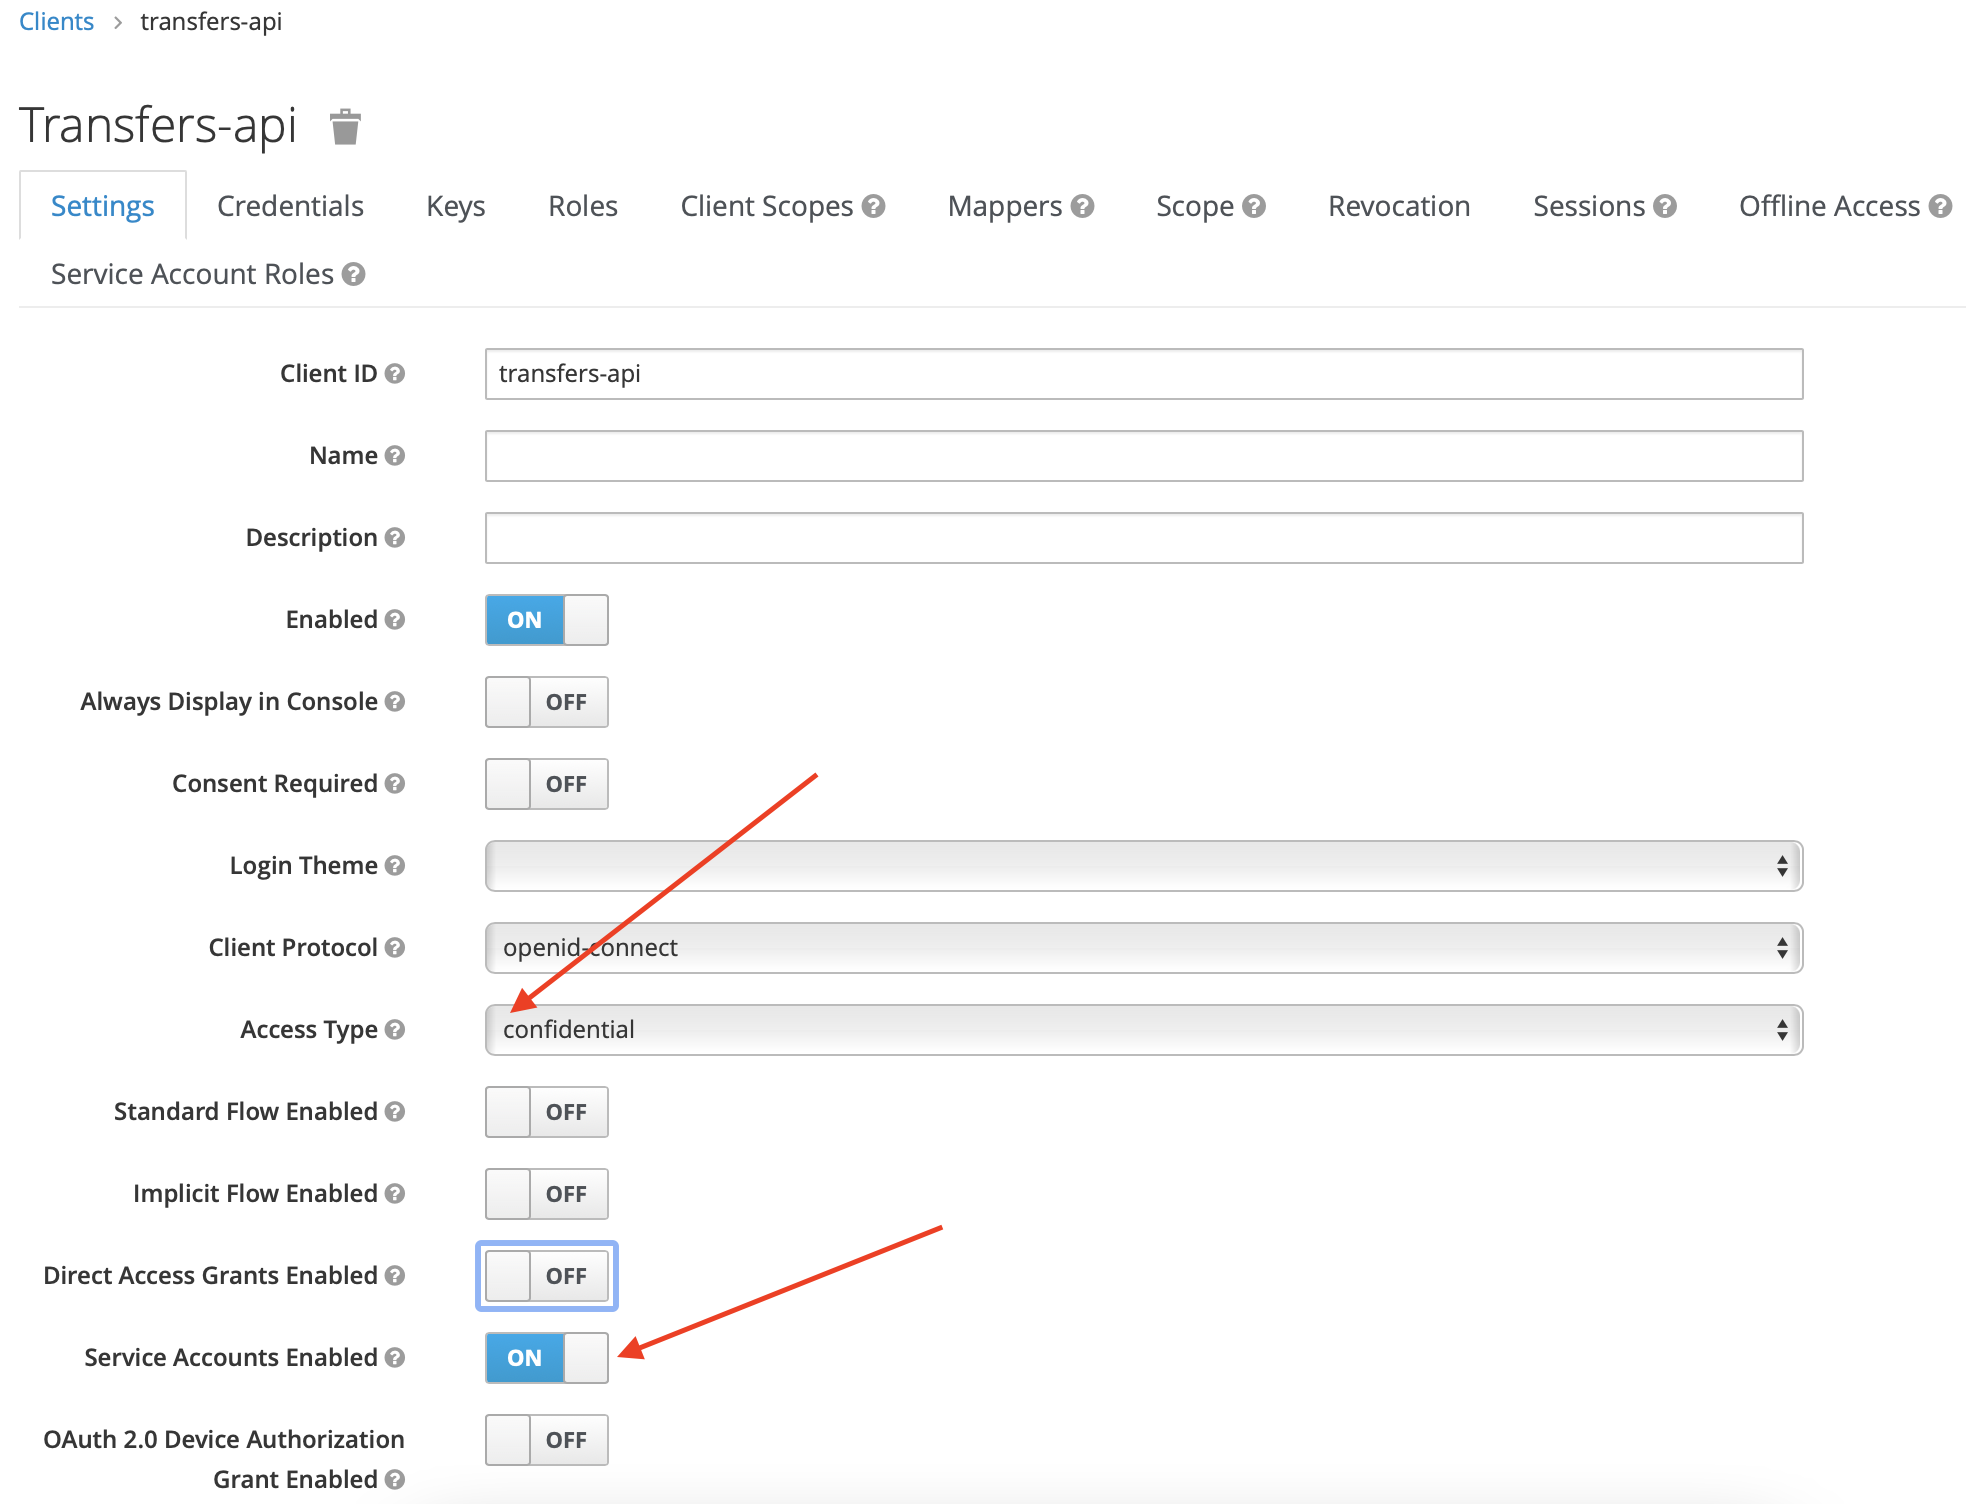 Clients > transfers-api
Transfers-api
Settings Credentials Keys Roles Client Scopes Mappers Scope Revocation Sessions Offline Access
Service Account Roles
Client ID transfers-api
Name
Description
Enabled ON
Always Display in Console OFF
Consent Required OFF
Login Theme
Client Protocol openid-connect
Access Type confidential
Standard Flow Enabled OFF
Implicit Flow Enabled OFF
Direct Access Grants Enabled OFF
Service Accounts Enabled ON
OAuth 2.0 Device Authorization OFF
Grant Enabled